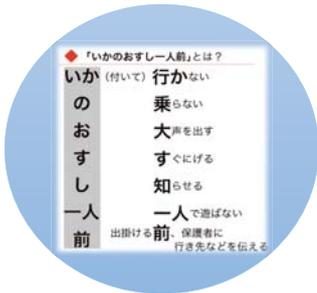 ◆「いかのおすし一人前」とは？
いか（付いて）行かない
の 乗らない
お 大声を出す
す すぐにげる
し 知らせる
一人 一人で遊ばない
前 出掛ける前、保護者に
行き先などを伝える